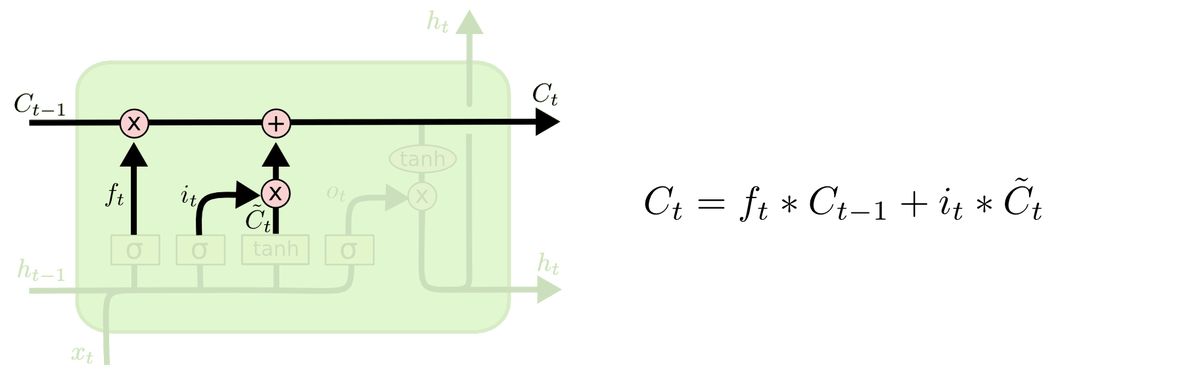 h_t
C_{t-1}
C_t
x
+
tanh
f_t
i_t
x
o_t
x
C̃_t
C_t = f_t * C_{t-1} + i_t * C̃_t
σ
σ
tanh
σ
h_{t-1}
h_t
x_t